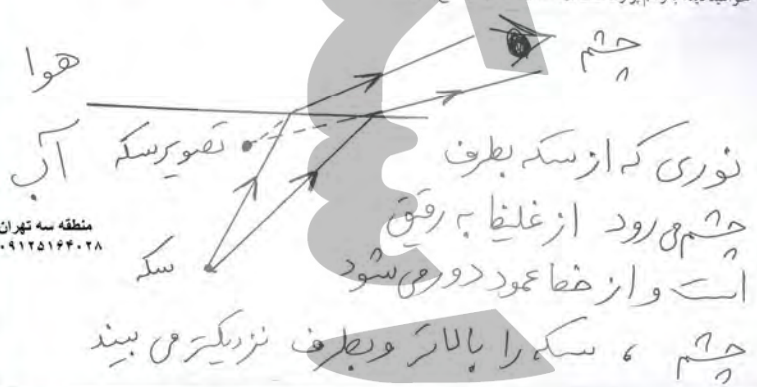 چشم
هوا
تصویر سکه
آب
نوری که از سکه بطرف
چشم می رود از غلیظ به رقیق
منطقه سه تهران
۰۹۱۲۵۱۶۴۰۲۸
سکه
است و از خط عمود دور می شود
چشم، سکه را بالاتر و بطرف نزدیکتر می بیند